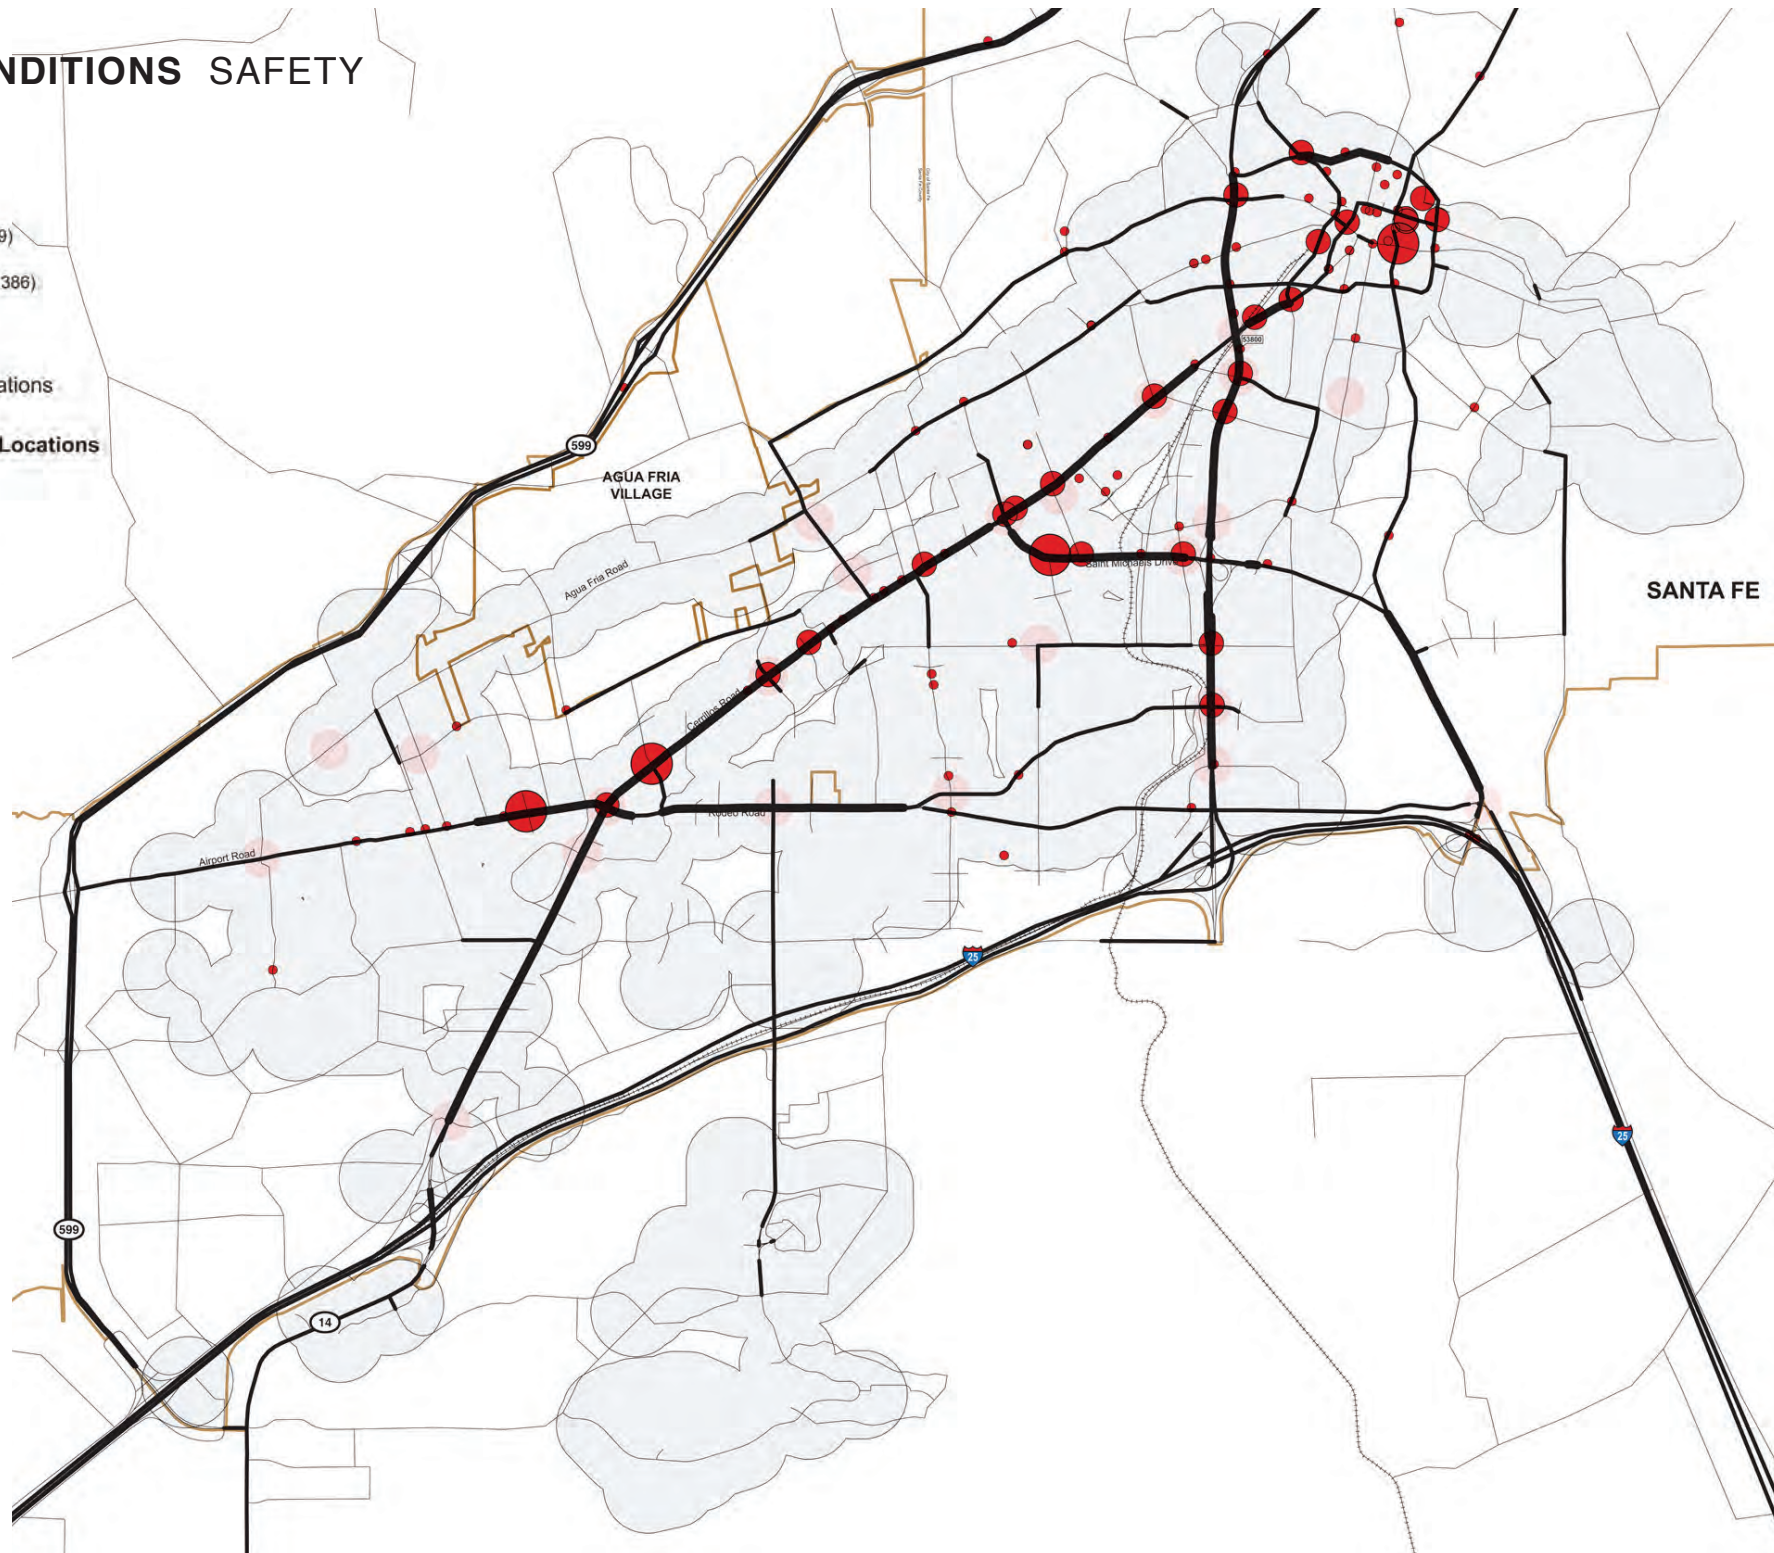 NDITIONS SAFETY
9)
386)
ations
Locations
599
AGUA FRIA
VILLAGE
Agua Fria Road
53800
Saint Michaels Drive
SANTA FE
Cerrillos Road
Rodeo Road
Airport Road
25
25
599
14